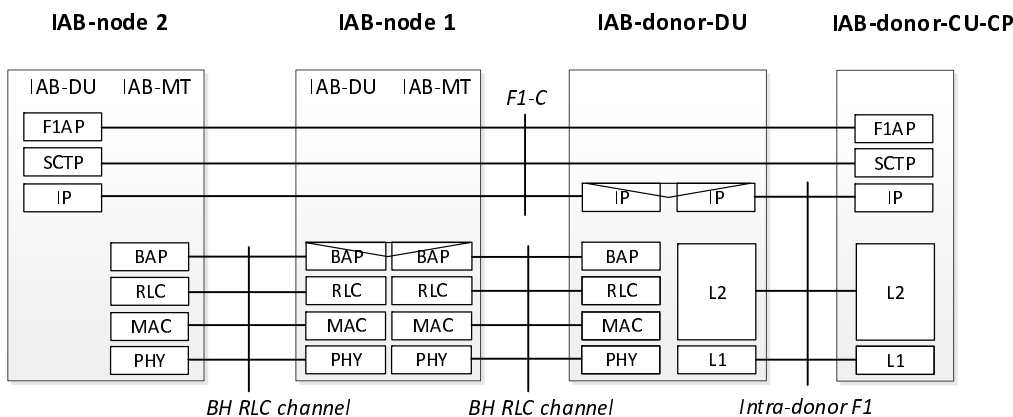 IAB-node 2 IAB-node 1 IAB-donor-DU IAB-donor-CU-CP
IAB-DU IAB-MT IAB-DU IAB-MT
F1-C
F1AP F1AP
SCTP SCTP
IP IP IP IP
BAP BAP BAP BAP
RLC RLC RLC RLC L2 L2
MAC MAC MAC MAC
PHY PHY PHY PHY L1 L1
BH RLC channel BH RLC channel Intra-donor F1